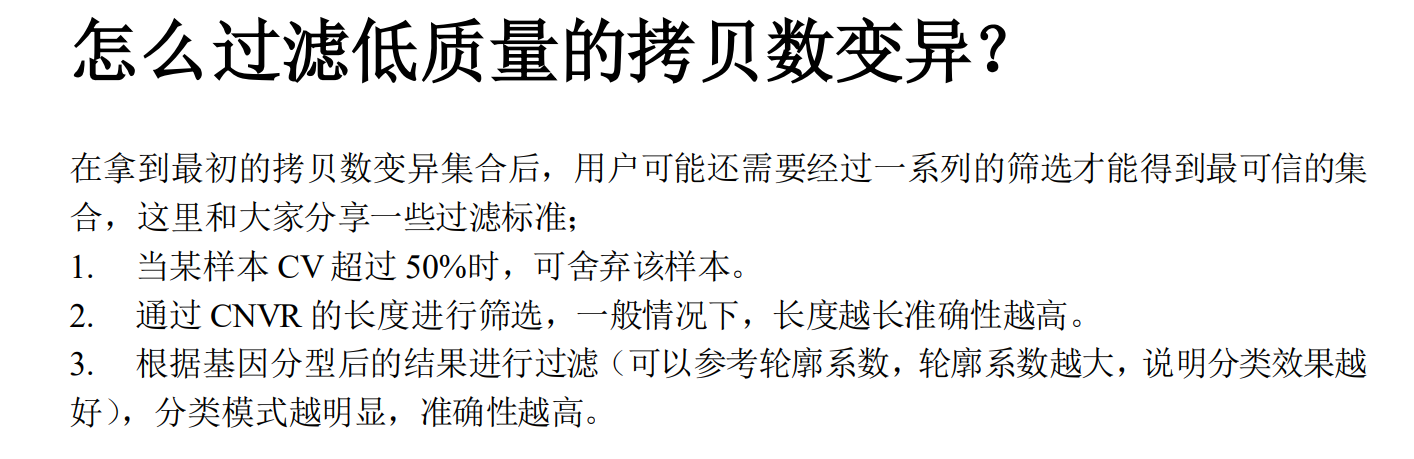 怎么过滤低质量的拷贝数变异？
在拿到最初的拷贝数变异集合后，用户可能还需要经过一系列的筛选才能得到最可信的集
合，这里和大家分享一些过滤标准；
1. 当某样本 CV 超过 50%时，可舍弃该样本。
2. 通过 CNVR 的长度进行筛选，一般情况下，长度越长准确性越高。
3. 根据基因分型后的结果进行过滤（可以参考轮廓系数，轮廓系数越大，说明分类效果越
好），分类模式越明显，准确性越高。